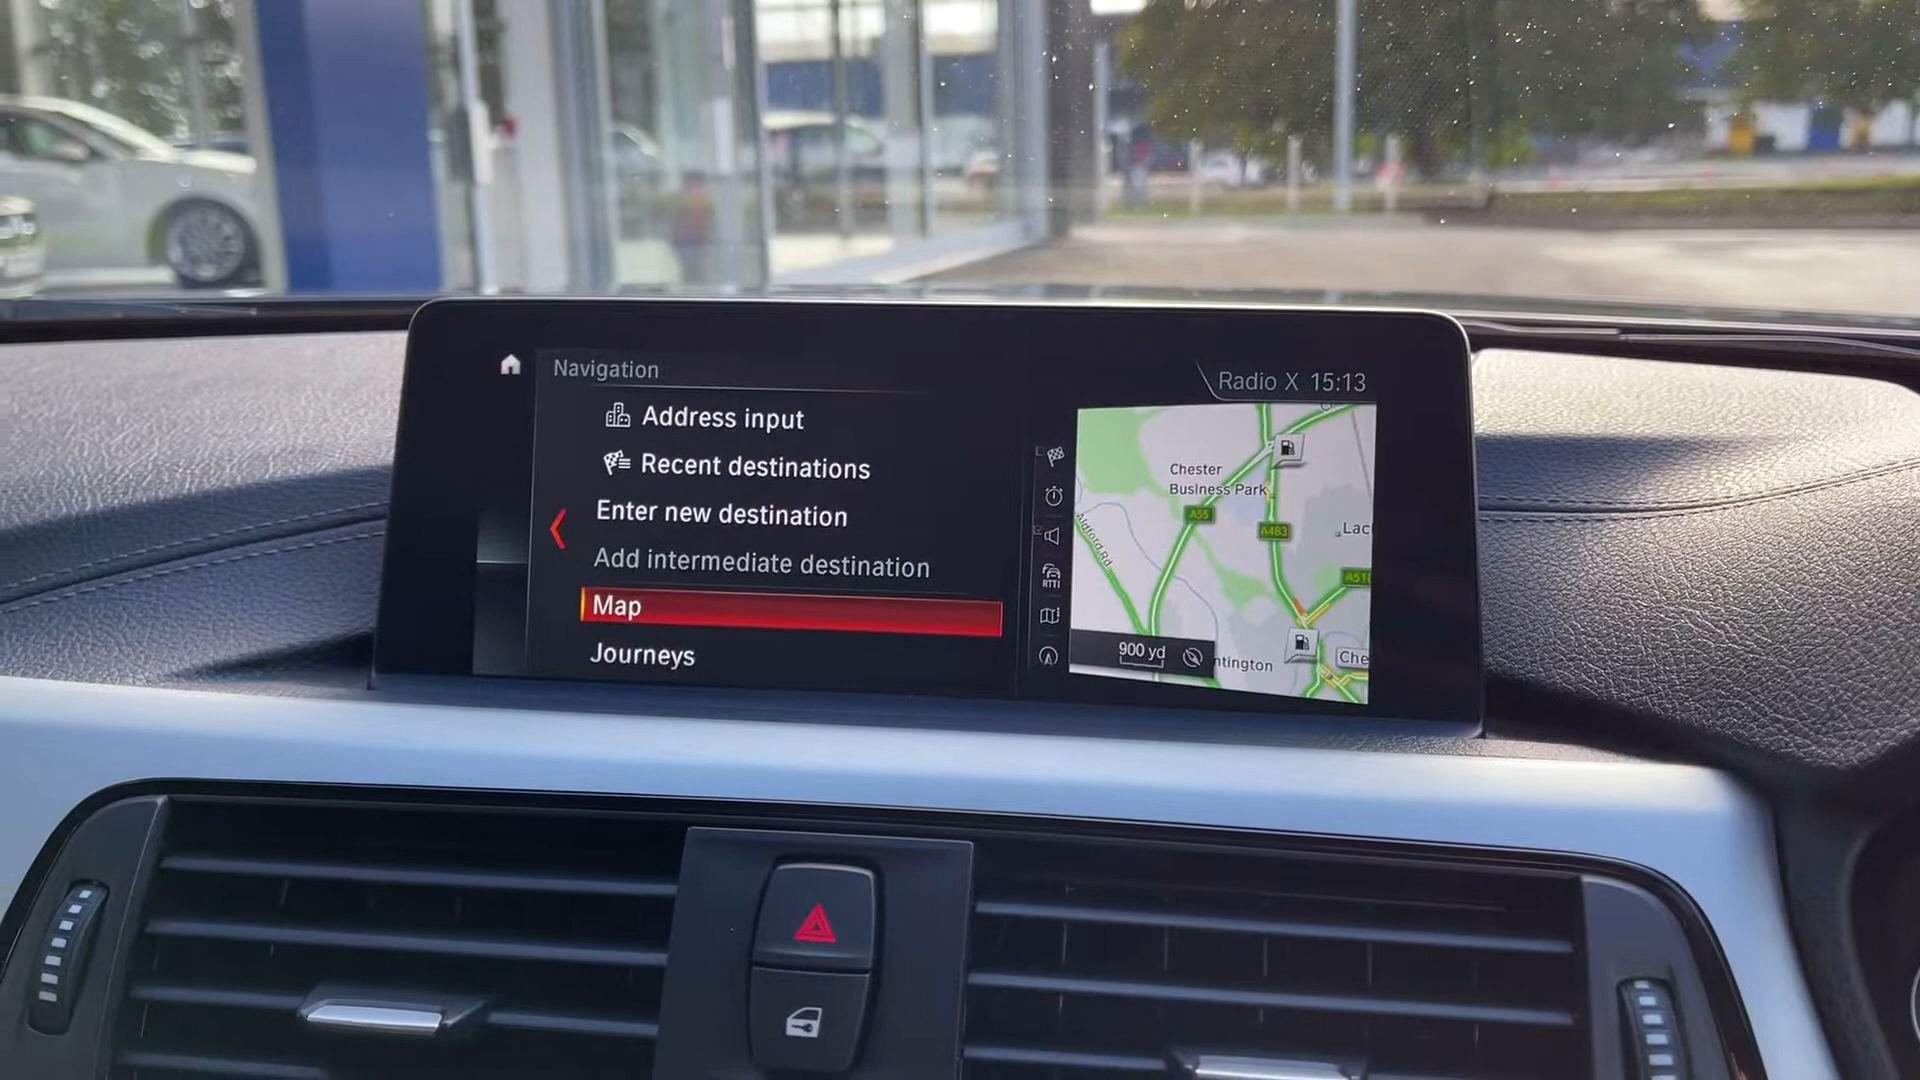 Navigation
Radio X 15:13
Address input
Recent destinations
Enter new destination
Add intermediate destination
Map
Journeys
Chester
Business Park
A55
A483
Lac
RTTI
900 yd
ntington
Che